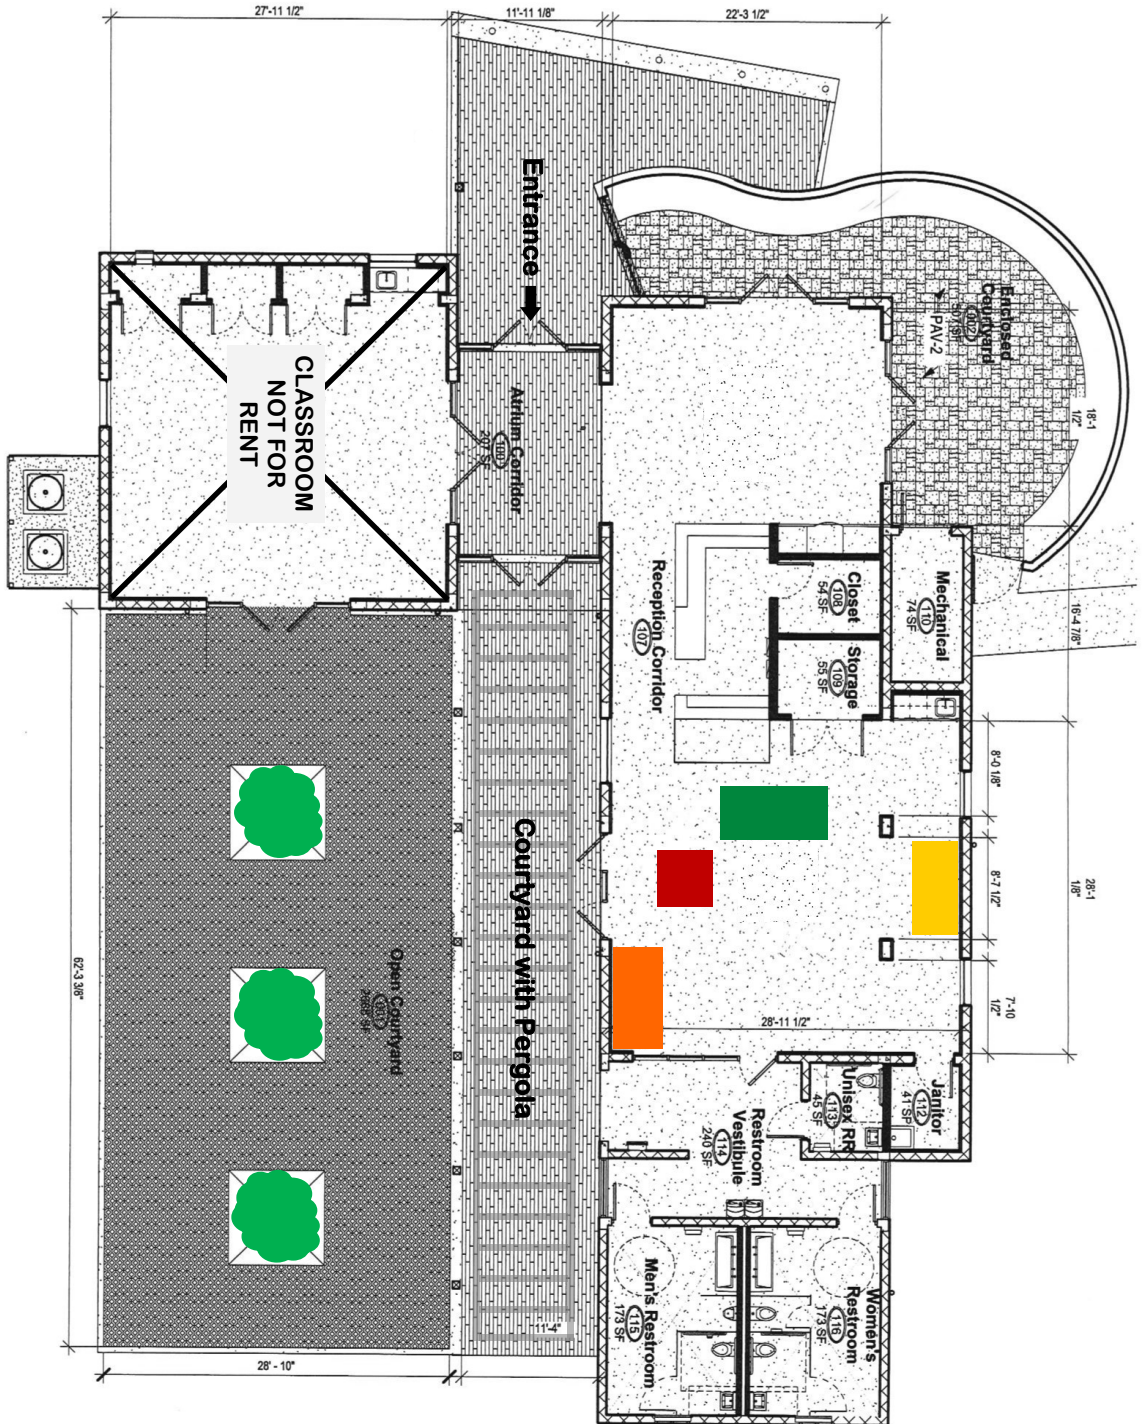 27'-11 1/2"
11'-11 1/8"
22'-3 1/2"
Entrance
Enclosed
Courtyard
002
PAV-2
18'-1
1/2"
CLASSROOM
NOT FOR
RENT
Atrium Corridor
100
207 SF
Reception Corridor
107
Closet
108
54 SF
Mechanical
110
74 SF
16'-4 7/8"
Storage
109
55 SF
8'-0 1/8"
8'-7 1/2"
28'-1
1/8"
7'-10
1/2"
28'-11 1/2"
Courtyard with Pergola
Open Courtyard
62'-3 3/8"
Janitor
112
41 SF
Unisex RR
113
45 SF
Restroom
Vestibule
114
240 SF
Men's Restroom
115
173 SF
Women's
Restroom
116
173 SF
11'-4"
28' - 10"